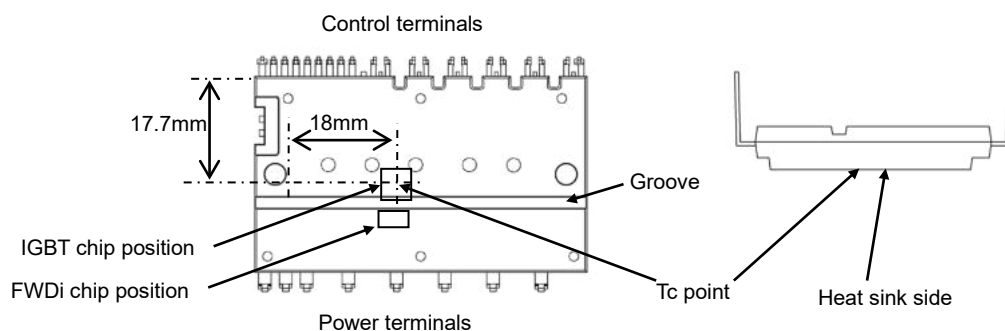 Control terminals
17.7mm
18mm
Groove
IGBT chip position
FWDi chip position
Tc point
Heat sink side
Power terminals